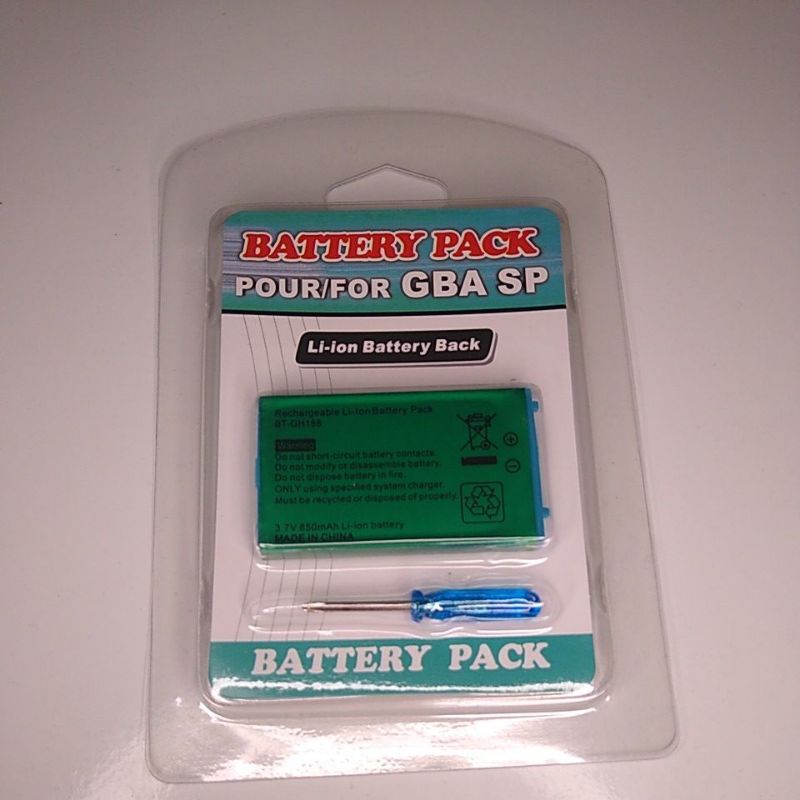 BATTERY PACK
POUR/FOR GBA SP
Li-ion Battery Back
Rechargeable Li-Ion Battery Pack
BT-GH188
Warning
Do not short-circuit battery contacts.
Do not modify or disassemble battery.
Do not dispose battery in fire.
ONLY using specified system charger.
Must be recycled or disposed of properly.
3.7V 850mAh Li-ion battery
MADE IN CHINA
BATTERY PACK